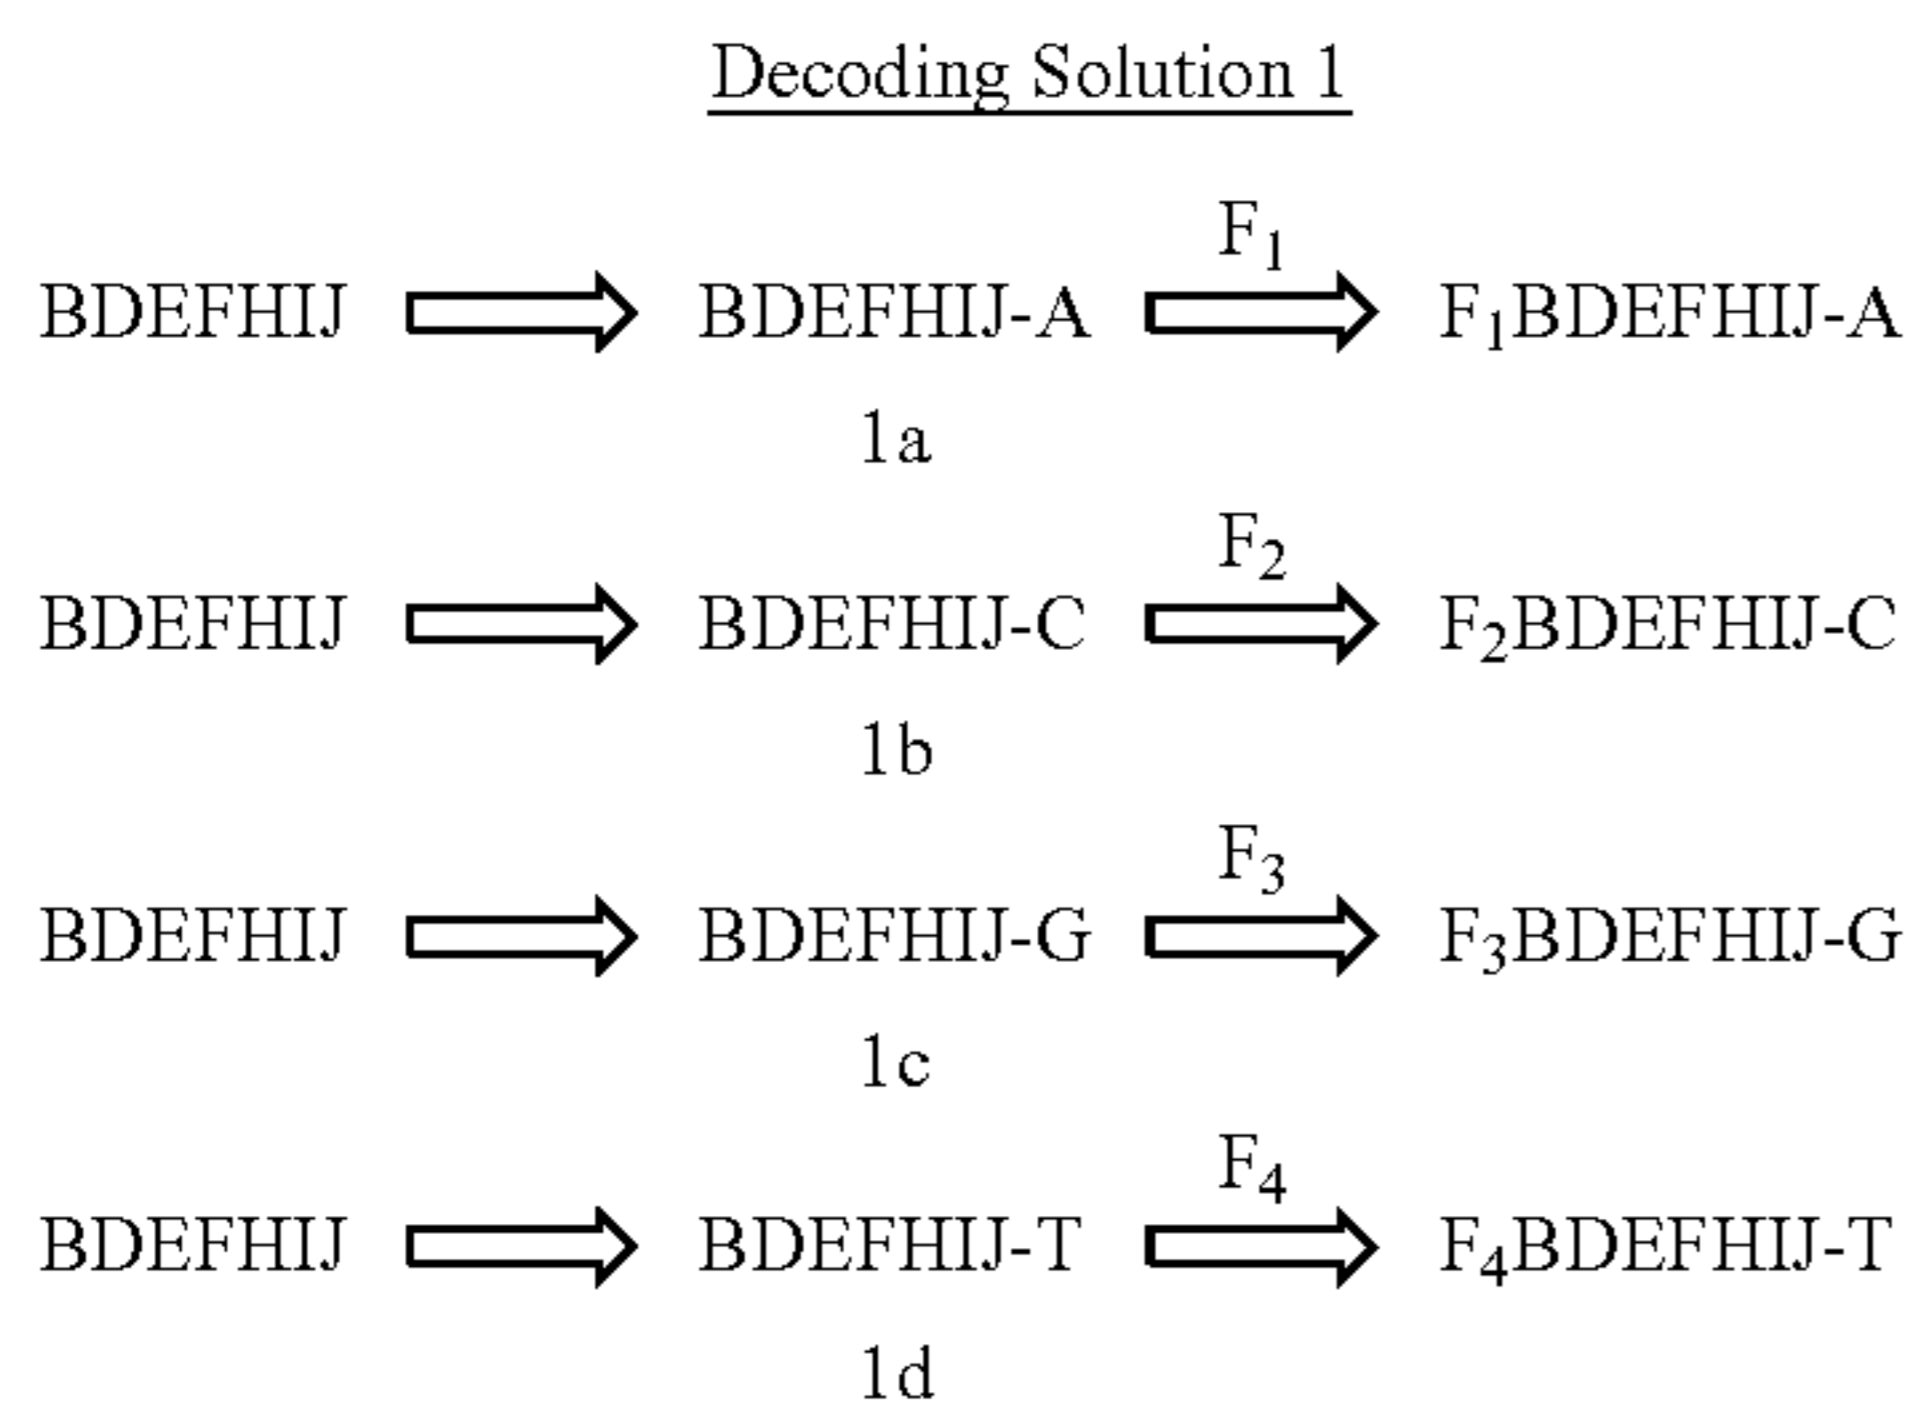 Decoding Solution 1
F₁
BDEFHIJ BDEFHIJ-A F₁BDEFHIJ-A
1a
F₂
BDEFHIJ BDEFHIJ-C F₂BDEFHIJ-C
1b
F₃
BDEFHIJ BDEFHIJ-G F₃BDEFHIJ-G
1c
F₄
BDEFHIJ BDEFHIJ-T F₄BDEFHIJ-T
1d